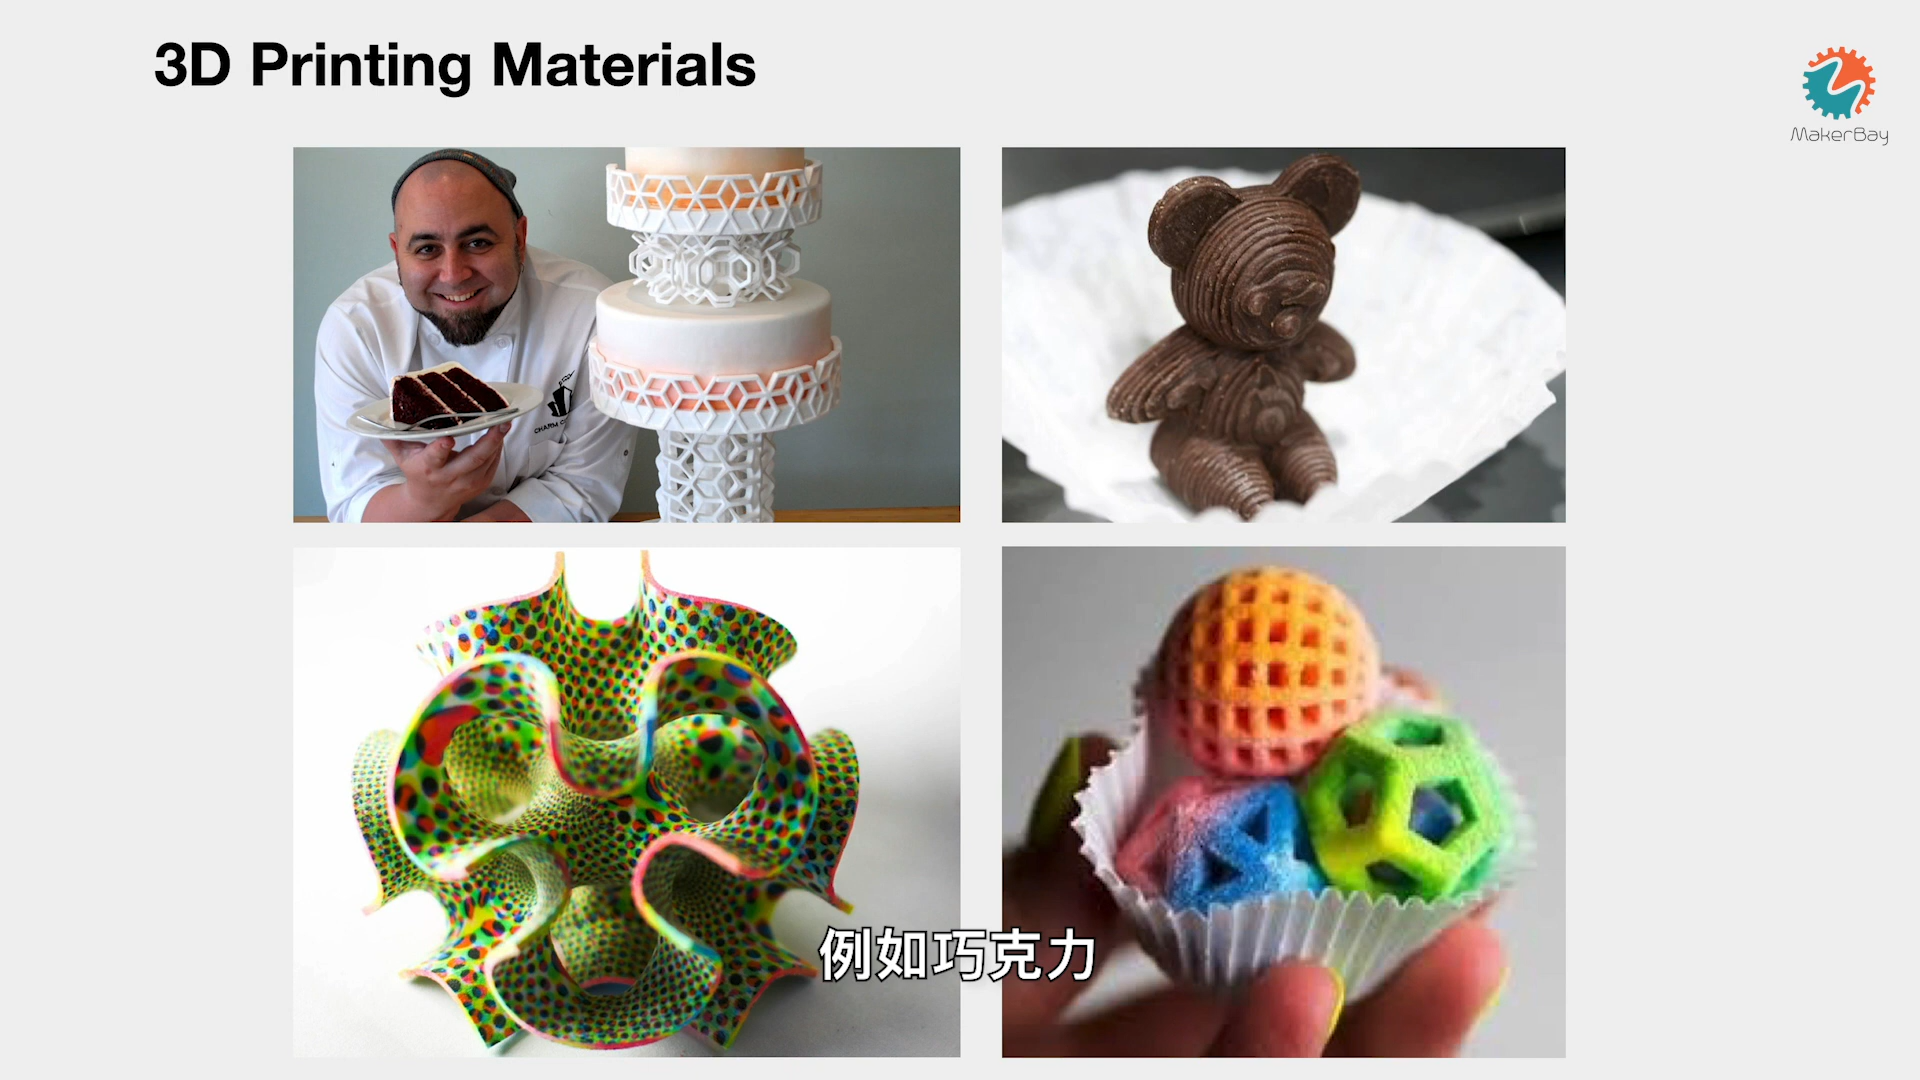 3D Printing Materials
MakerBay
例如巧克力